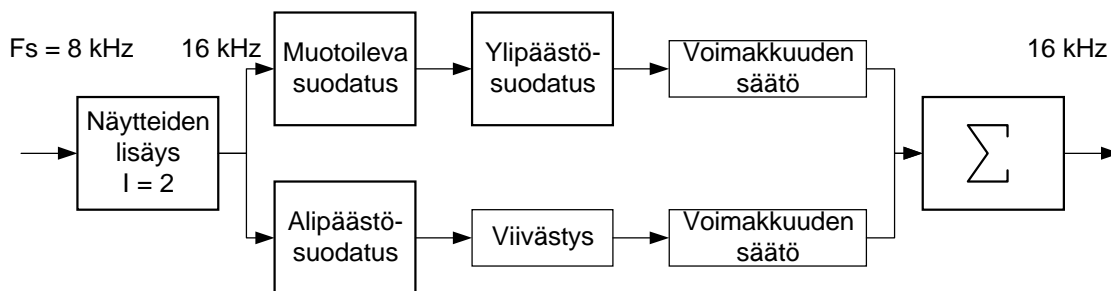 Fs = 8 kHz
16 kHz
Näytteiden
lisäys
I = 2
Muotoileva
suodatus
Ylipäästö-
suodatus
Voimakkuuden
säätö
Alipäästö-
suodatus
Viivästys
Voimakkuuden
säätö
∑
16 kHz